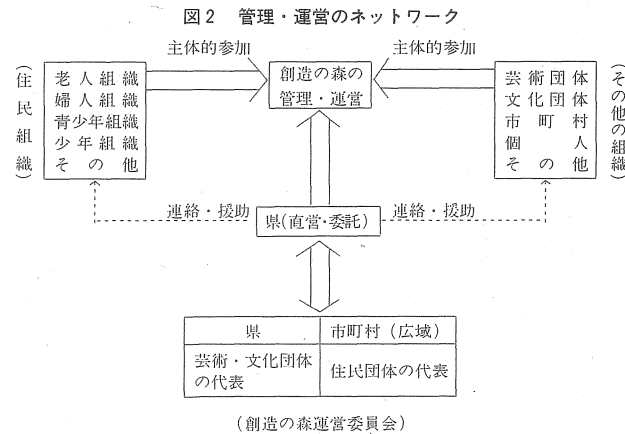 図2 管理・運営のネットワーク
主体的参加
主体的参加
(住民組織)
老人組織
婦人組織
青少年組織
少年組織
その他
創造の森の
管理・運営
芸術団体
文化団体
市町村
個人
その他
(その他の組織)
連絡・援助
県(直営・委託)
連絡・援助
県
市町村(広域)
芸術・文化団体
の代表
住民団体の代表
(創造の森運営委員会)